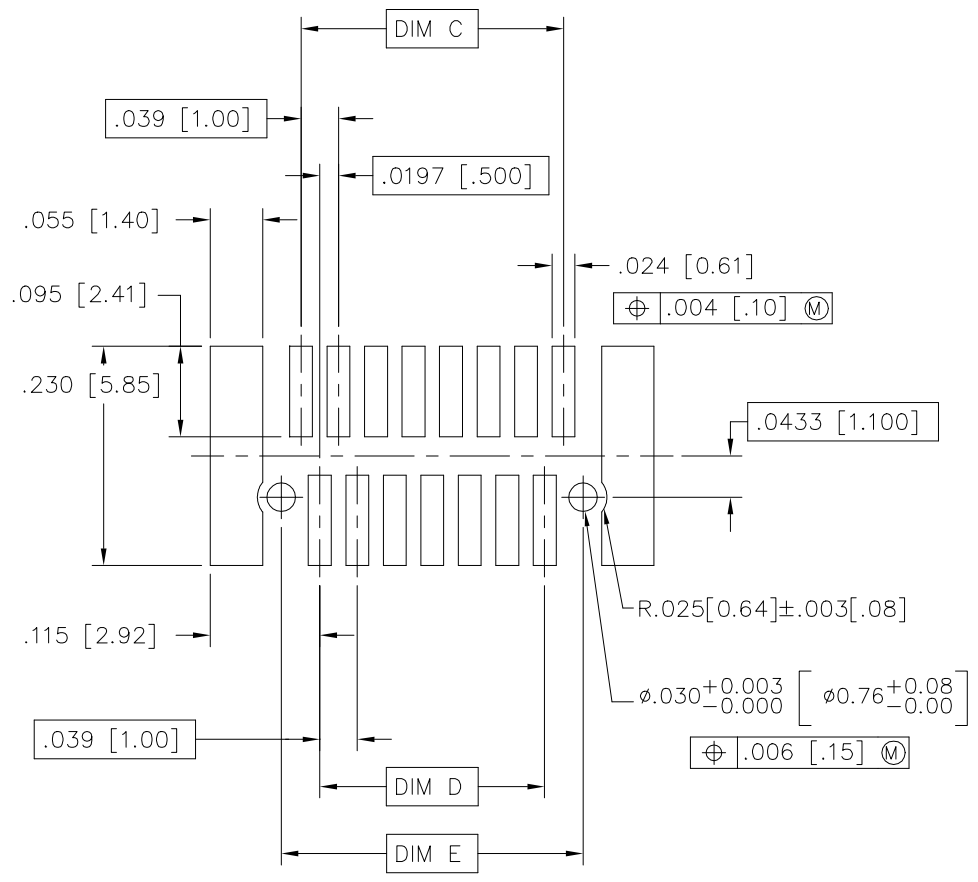 DIM C
.039 [1.00]
.0197 [.500]
.055 [1.40]
.024 [0.61]
.095 [2.41]
⌖ .004 [.10] Ⓜ
.230 [5.85]
.0433 [1.100]
R.025[0.64]±.003[.08]
.115 [2.92]
ø.030 +0.003 -0.000 [ ø0.76 +0.08 -0.00 ]
.039 [1.00]
⌖ .006 [.15] Ⓜ
DIM D
DIM E